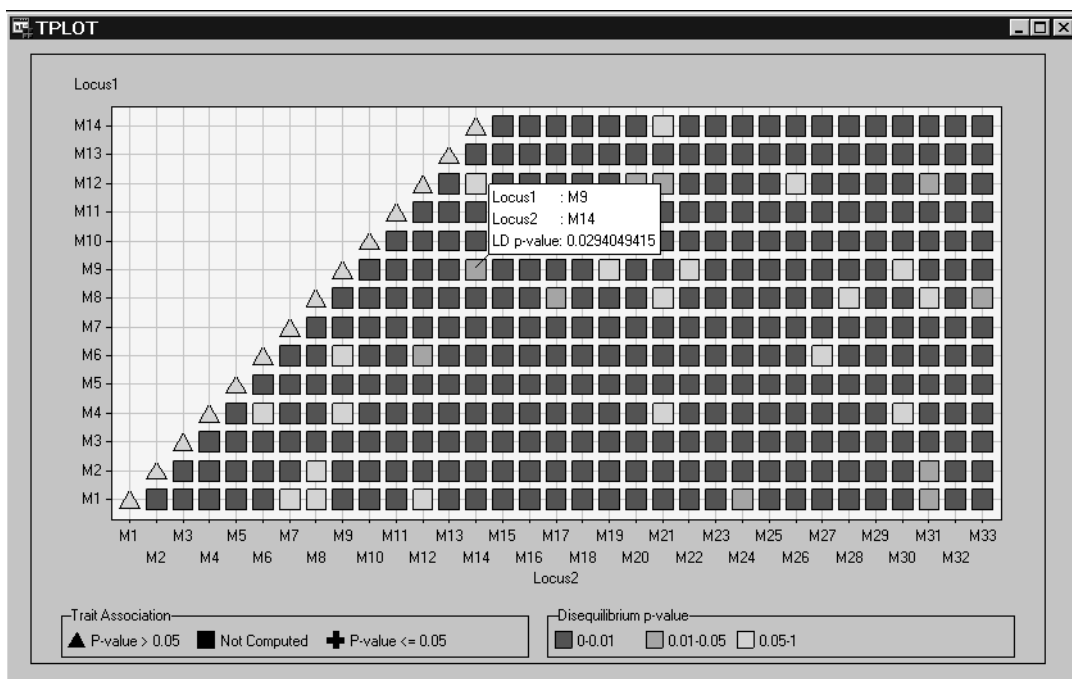 TPLOT
Locus1
M14
M13
M12
M11
M10
M9
M8
M7
M6
M5
M4
M3
M2
M1
Locus1 : M9
Locus2 : M14
LD p-value: 0.0294049415
M1 M3 M5 M7 M9 M11 M13 M15 M17 M19 M21 M23 M25 M27 M29 M31 M33
M2 M4 M6 M8 M10 M12 M14 M16 M18 M20 M22 M24 M26 M28 M30 M32
Locus2
Trait Association
P-value > 0.05 Not Computed P-value <= 0.05
Disequilibrium p-value
0-0.01 0.01-0.05 0.05-1